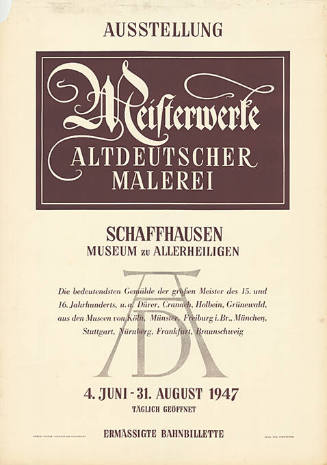 AUSSTELLUNG
Meisterwerke
ALTDEUTSCHER
MALEREI
SCHAFFHAUSEN
MUSEUM zu ALLERHEILIGEN
Die bedeutendsten Gemälde der großen Meister des 15. und
16. Jahrhunderts, u. a. Dürer, Cranach, Holbein, Grünewald,
aus den Museen von Köln, Münster, Freiburg i. Br., München,
Stuttgart, Nürnberg, Frankfurt, Braunschweig
AD
4. JUNI - 31. AUGUST 1947
TÄGLICH GEÖFFNET
ERMÄSSIGTE BAHNBILLETTE